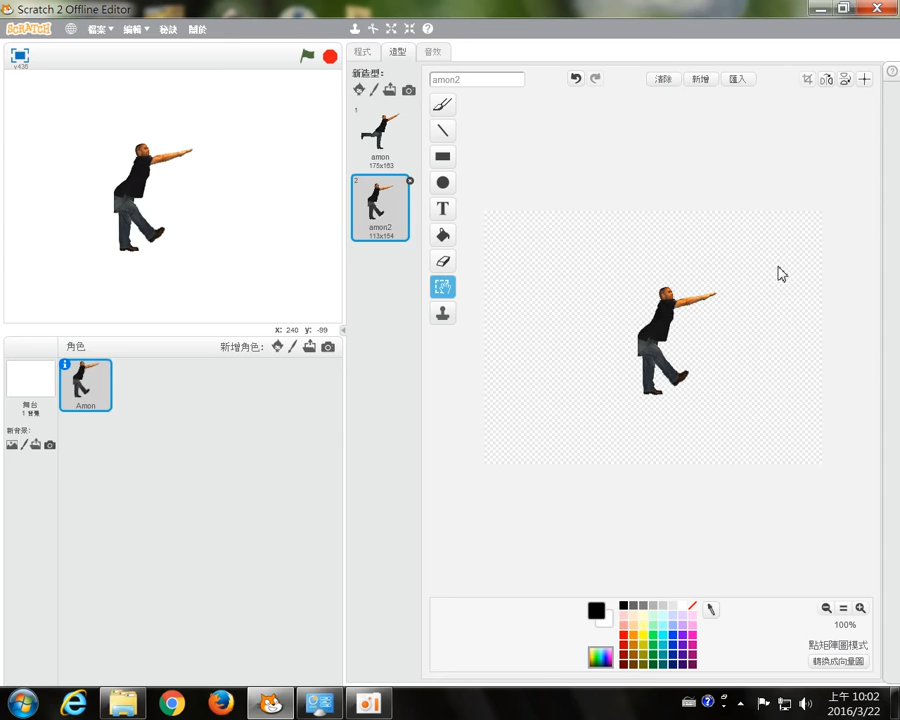 Scratch 2 Offline Editor
SCRATCH 檔案 編輯 秘訣 關於
v438
程式 造型 音效
新造型:
1
amon
175x163
2
amon2
113x154
amon2
清除 新增 匯入
T
x: 240 y: -99
角色 新增角色:
舞台
1 背景
新背景:
Amon
100%
點矩陣圖模式
轉換成向量圖
上午 10:02
2016/3/22